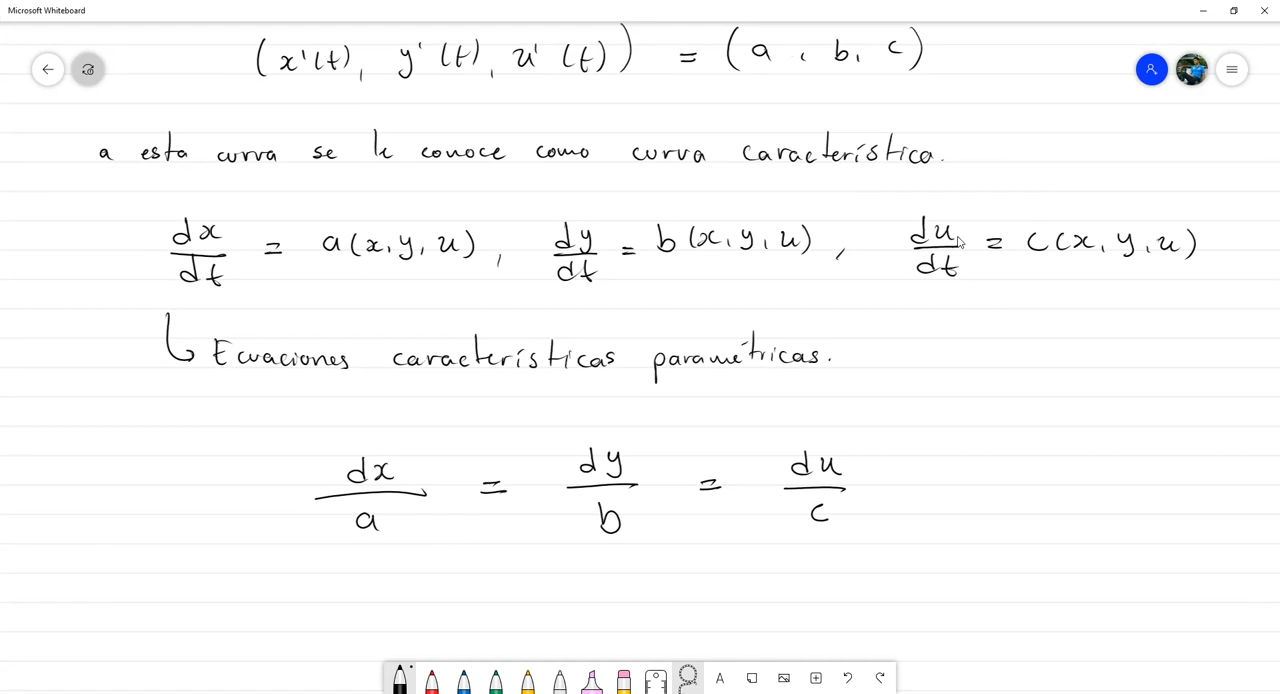 Microsoft Whiteboard
(x'(t), y'(t), u'(t)) = (a, b, c)
a esta curva se le conoce como curva característica.
dx/dt = a(x, y, u), dy/dt = b(x, y, u), du/dt = c(x, y, u)
Ecuaciones características paramétricas.
dx/a = dy/b = du/c
A